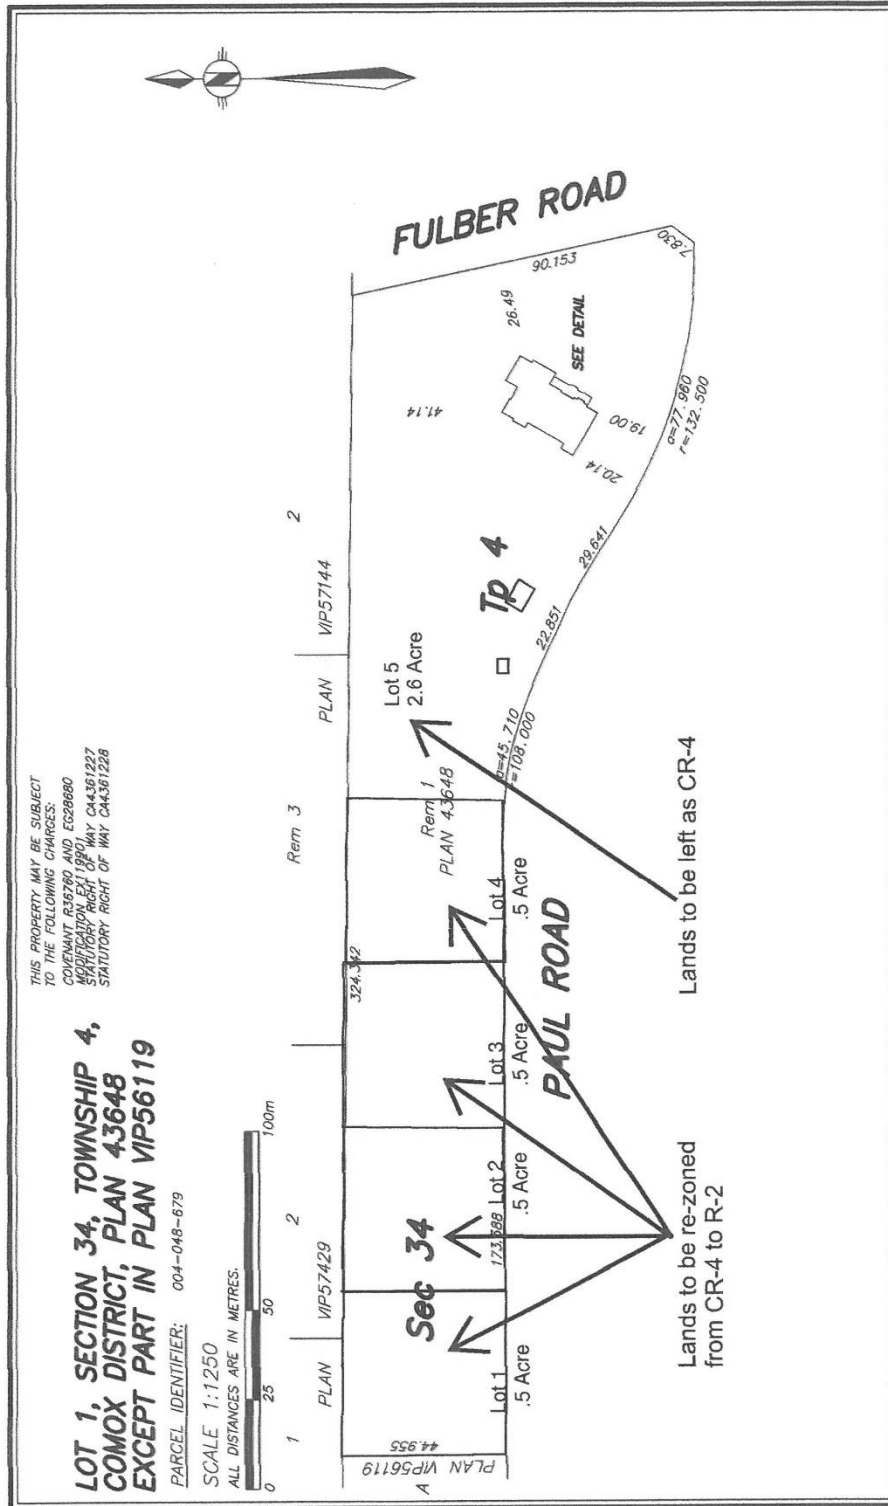 LOT 1, SECTION 34, TOWNSHIP 4,
COMOX DISTRICT, PLAN 43648
EXCEPT PART IN PLAN VIP56119
PARCEL IDENTIFIER: 004-048-679
SCALE 1:1250
ALL DISTANCES ARE IN METRES.
0 25 50 100m
THIS PROPERTY MAY BE SUBJECT
TO THE FOLLOWING CHARGES:
COVENANT R36760 AND EG28680
MODIFICATION EX119901
STATUTORY RIGHT OF WAY CA4361227
STATUTORY RIGHT OF WAY CA4361228
1
PLAN
VIP57429
2
Rem 3
PLAN
VIP57144
2
324.342
A
PLAN VIP56119
44.955
Sec 34
173.588
Lot 1
.5 Acre
Lot 2
.5 Acre
Lot 3
.5 Acre
Lot 4
.5 Acre
Rem 1
PLAN 43648
Lot 5
2.6 Acre
Tp 4
a=45.710
r=108.000
22.851
29.641
a=77.960
r=132.500
7.830
90.153
41.14
26.49
20.14
19.00
SEE DETAIL
FULBER ROAD
PAUL ROAD
Lands to be re-zoned
from CR-4 to R-2
Lands to be left as CR-4